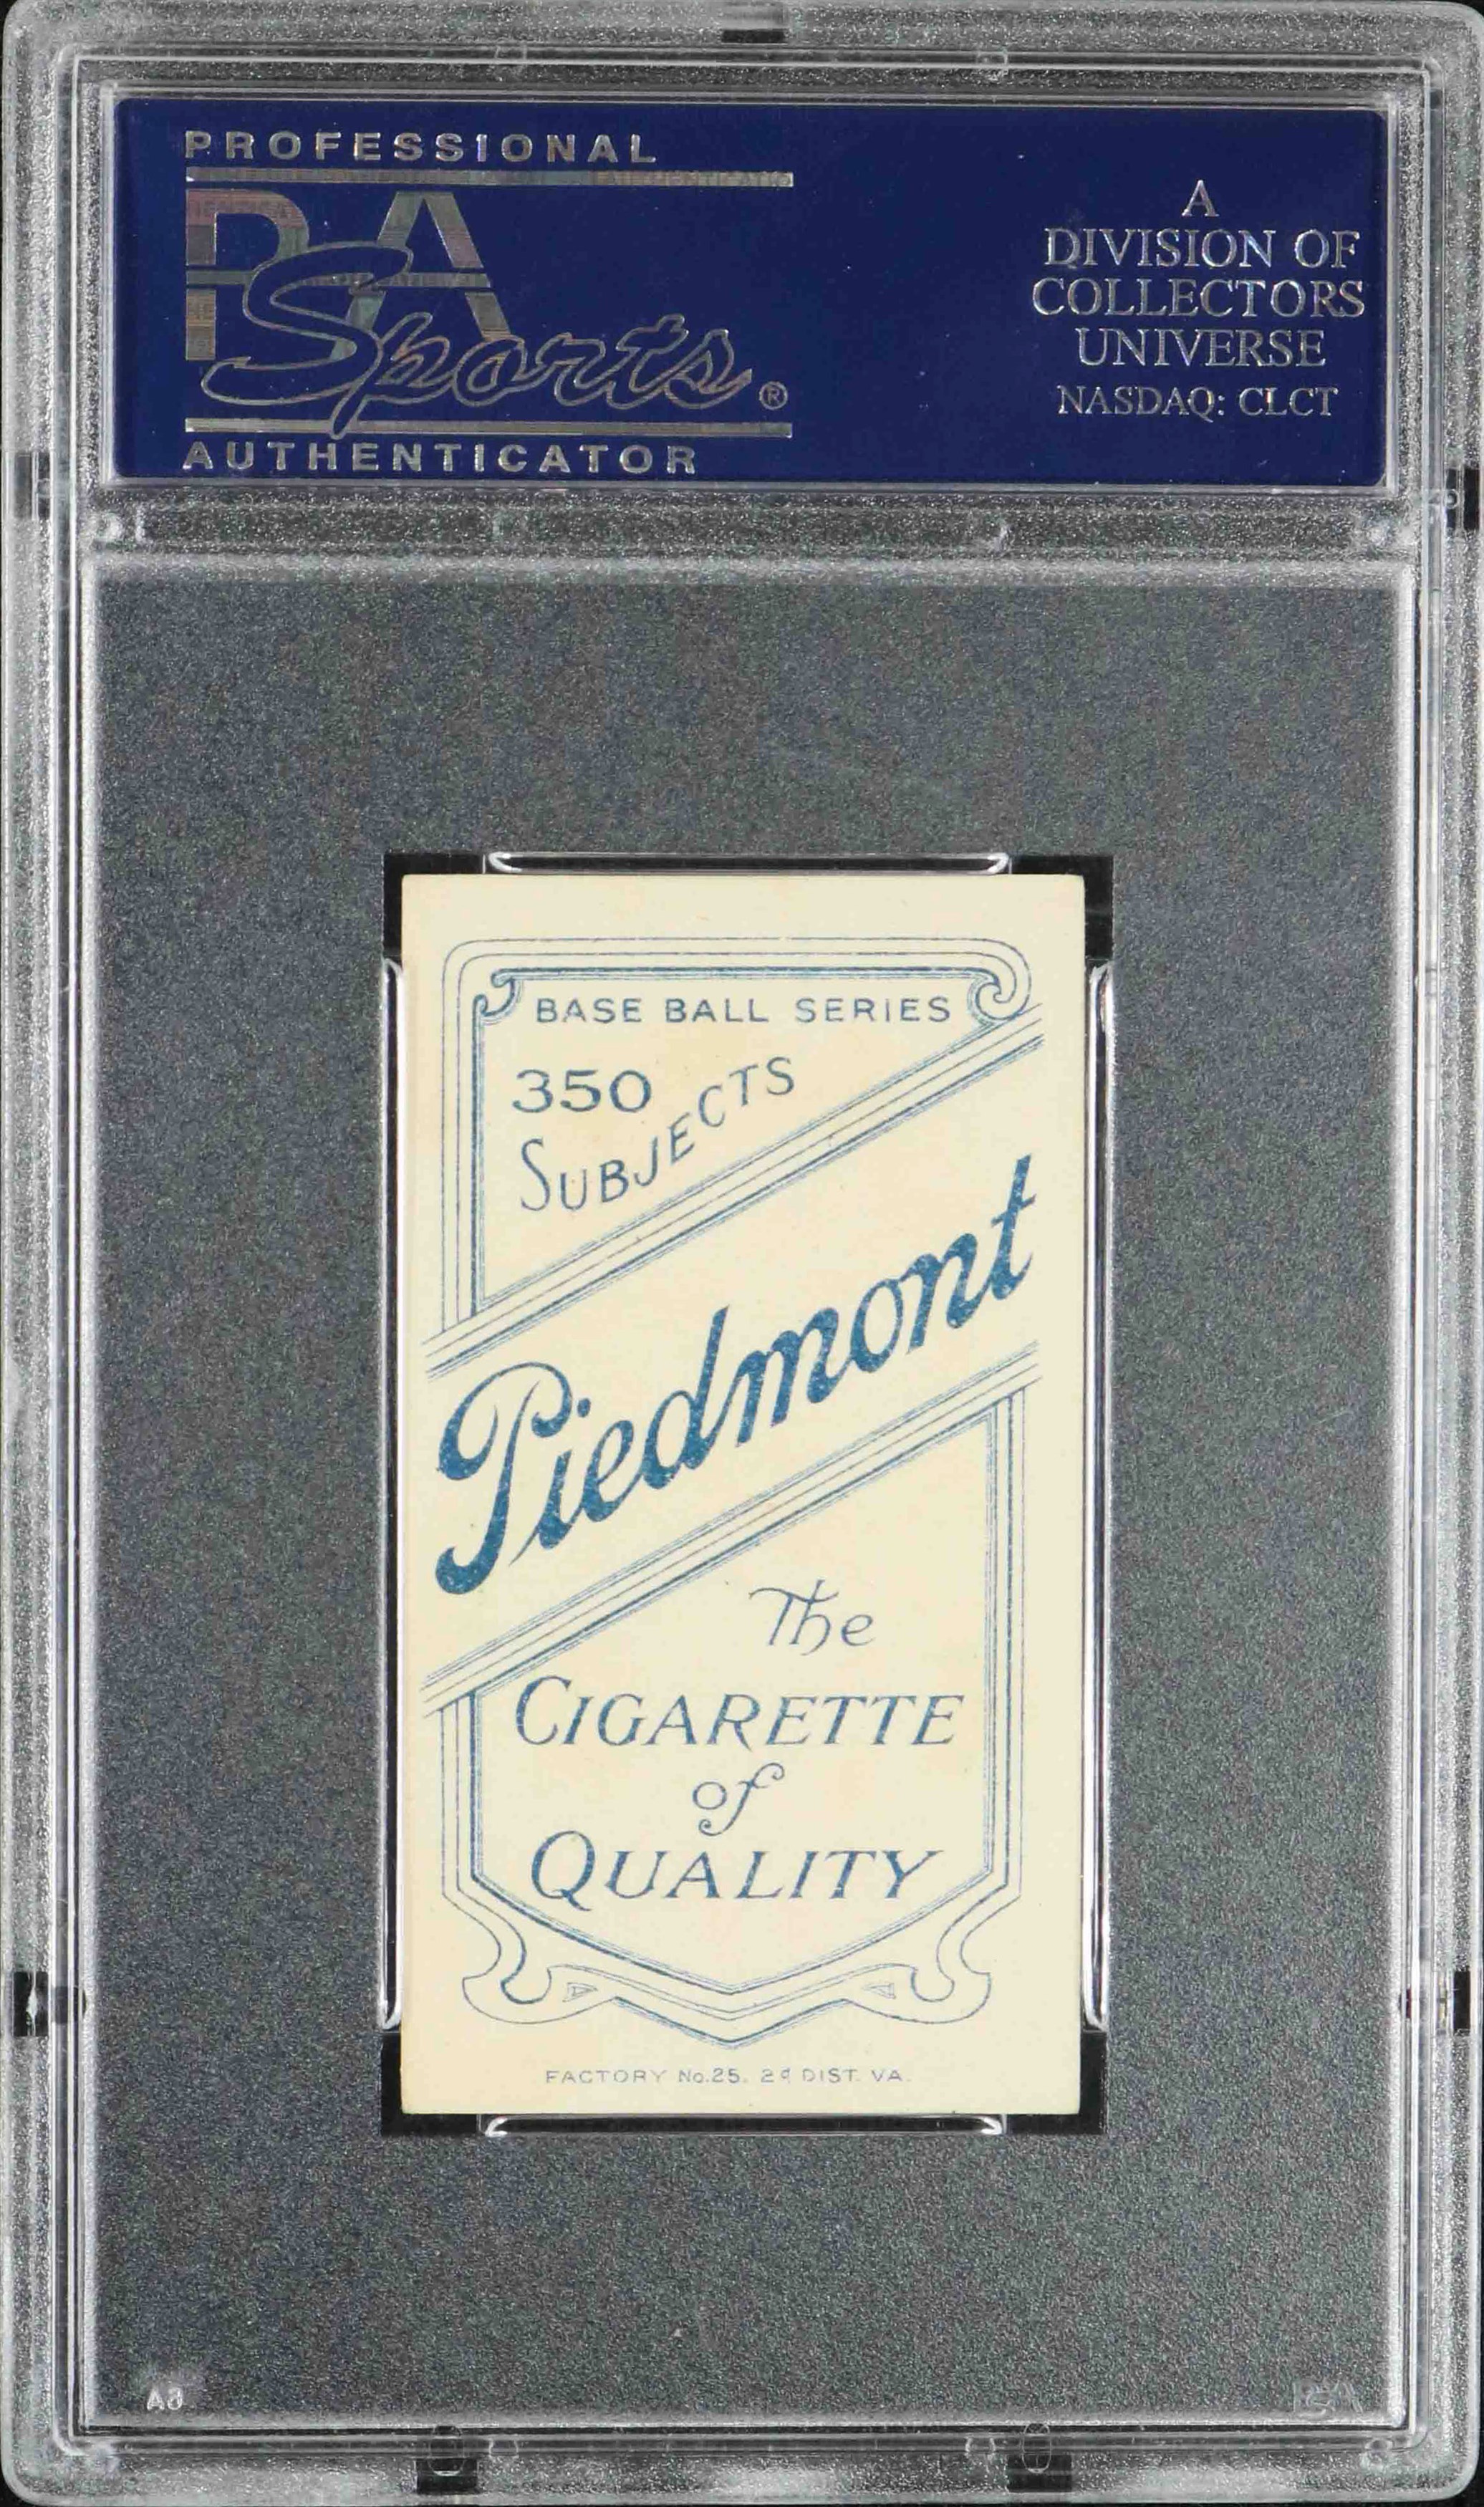 PROFESSIONAL
PSA
Sports®
AUTHENTICATOR
A
DIVISION OF
COLLECTORS
UNIVERSE
NASDAQ: CLCT
BASE BALL SERIES
350
SUBJECTS
Piedmont
The
CIGARETTE
of
QUALITY
FACTORY No.25, 2d DIST. VA.